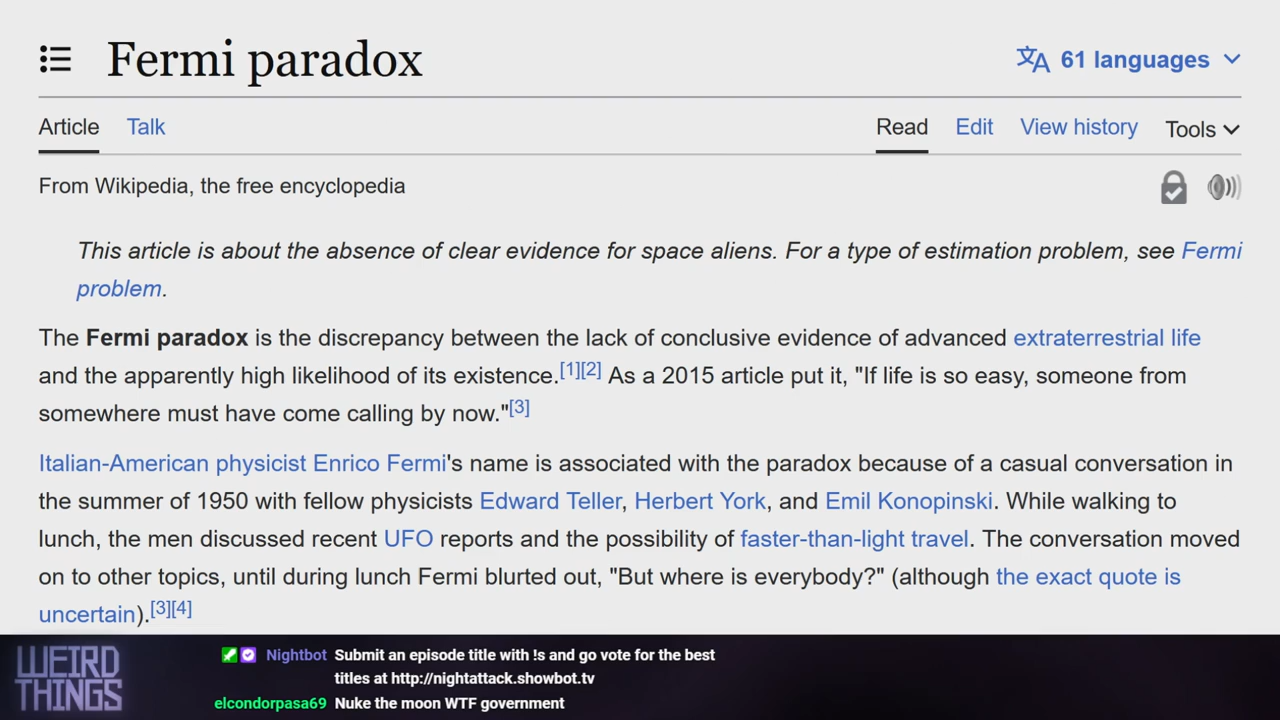 Fermi paradox
61 languages
Article Talk Read Edit View history Tools
From Wikipedia, the free encyclopedia
This article is about the absence of clear evidence for space aliens. For a type of estimation problem, see Fermi
problem.
The Fermi paradox is the discrepancy between the lack of conclusive evidence of advanced extraterrestrial life
and the apparently high likelihood of its existence.[1][2] As a 2015 article put it, "If life is so easy, someone from
somewhere must have come calling by now."[3]
Italian-American physicist Enrico Fermi's name is associated with the paradox because of a casual conversation in
the summer of 1950 with fellow physicists Edward Teller, Herbert York, and Emil Konopinski. While walking to
lunch, the men discussed recent UFO reports and the possibility of faster-than-light travel. The conversation moved
on to other topics, until during lunch Fermi blurted out, "But where is everybody?" (although the exact quote is
uncertain).[3][4]
WEIRD
THINGS
Nightbot Submit an episode title with !s and go vote for the best
titles at http://nightattack.showbot.tv
elcondorpasa69 Nuke the moon WTF government